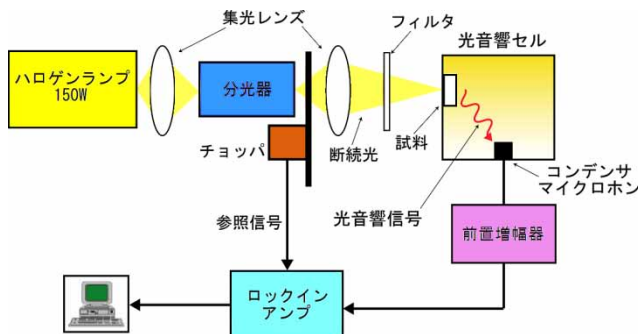 集光レンズ
フィルタ
光音響セル
ハロゲンランプ
150W
分光器
チョッパ
断続光
試料
コンデンサ
マイクロホン
参照信号
光音響信号
前置増幅器
ロックイン
アンプ